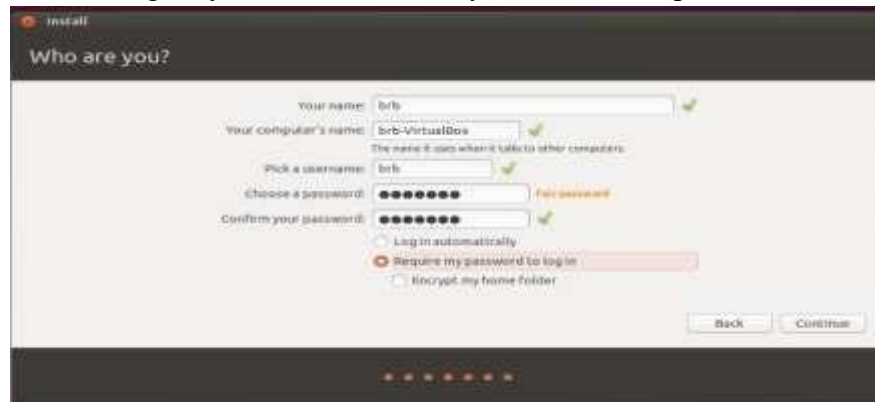 Install
Who are you?
Your name: brb
Your computer's name: brb-VirtualBox
The name it uses when it talks to other computers.
Pick a username: brb
Choose a password: ●●●●●●● Fair password
Confirm your password: ●●●●●●●
Log in automatically
Require my password to log in
Encrypt my home folder
Back Continue